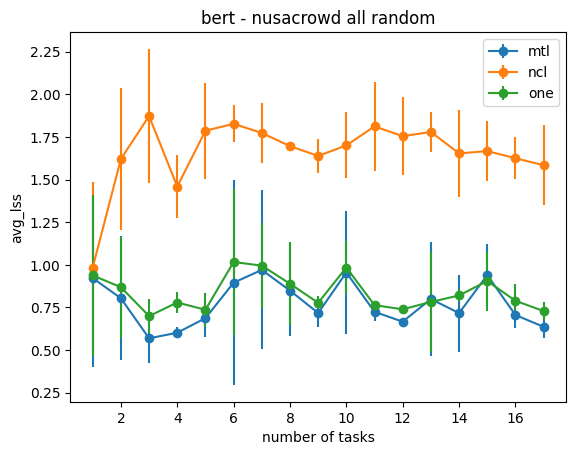 bert - nusacrowd all random
mtl
ncl
one
avg_lss
2.25
2.00
1.75
1.50
1.25
1.00
0.75
0.50
0.25
2 4 6 8 10 12 14 16
number of tasks